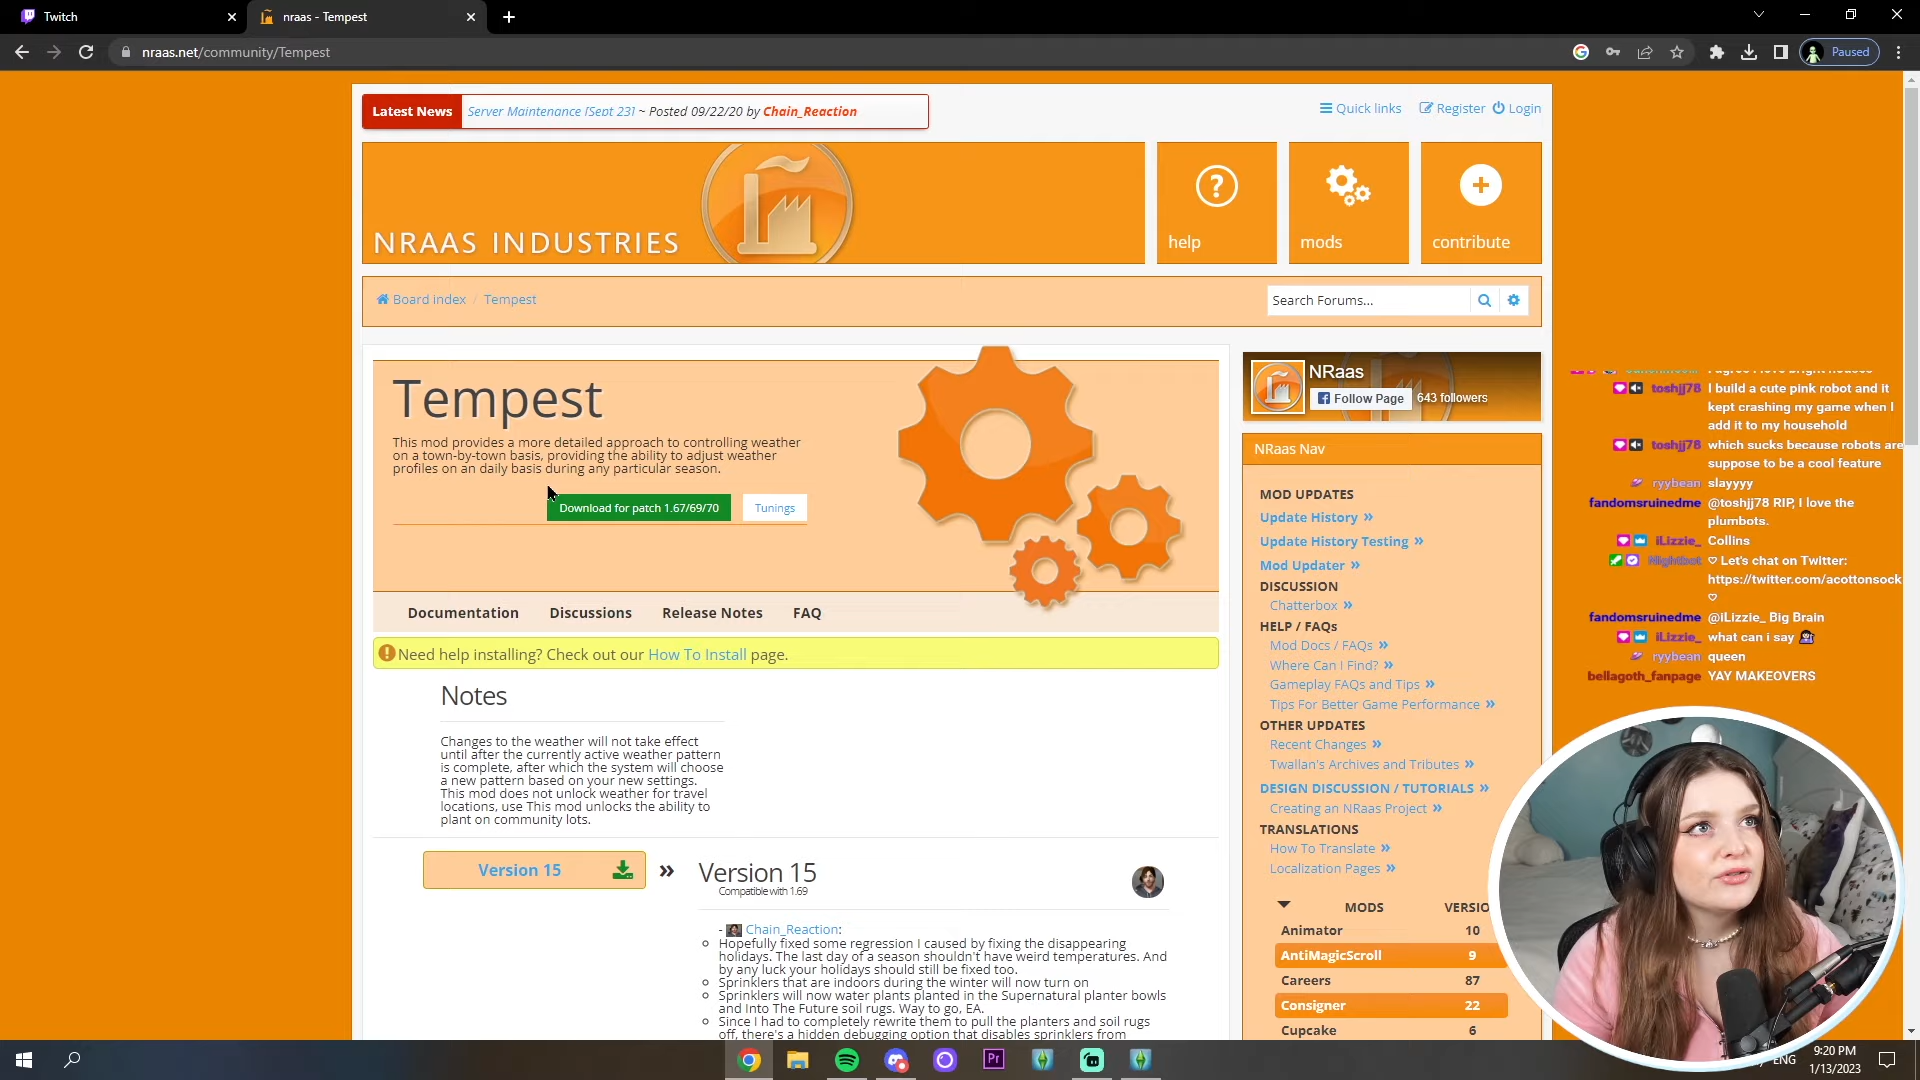 Twitch
nraas - Tempest
nraas.net/community/Tempest
Paused
Latest News
Server Maintenance [Sept 23] ~ Posted 09/22/20 by Chain_Reaction
Quick links
Register
Login
NRAAS INDUSTRIES
help
mods
contribute
Board index / Tempest
Search Forums...
Tempest
This mod provides a more detailed approach to controlling weather
on a town-by-town basis, providing the ability to adjust weather
profiles on an daily basis during any particular season.
Download for patch 1.67/69/70
Tunings
Documentation
Discussions
Release Notes
FAQ
Need help installing? Check out our How To Install page.
Notes
Changes to the weather will not take effect
until after the currently active weather pattern
is complete, after which the system will choose
a new pattern based on your new settings.
This mod does not unlock weather for travel
locations, use This mod unlocks the ability to
plant on community lots.
Version 15
»
Version 15
Compatible with 1.69
- Chain_Reaction:
Hopefully fixed some regression I caused by fixing the disappearing
holidays. The last day of a season shouldn't have weird temperatures. And
by any luck your holidays should still be fixed too.
Sprinklers that are indoors during the winter will now turn on
Sprinklers will now water plants planted in the Supernatural planter bowls
and Into The Future soil rugs. Way to go, EA.
Since I had to completely rewrite them to pull the planters and soil rugs
off, there's a hidden debugging option that disables sprinklers from
NRaas
Follow Page
643 followers
NRaas Nav
MOD UPDATES
Update History »
Update History Testing »
Mod Updater »
DISCUSSION
Chatterbox »
HELP / FAQs
Mod Docs / FAQs »
Where Can I Find? »
Gameplay FAQs and Tips »
Tips For Better Game Performance »
OTHER UPDATES
Recent Changes »
Twallan's Archives and Tributes »
DESIGN DISCUSSION / TUTORIALS »
Creating an NRaas Project »
TRANSLATIONS
How To Translate »
Localization Pages »
MODS VERSIO
Animator 10
AntiMagicScroll 9
Careers 87
Consigner 22
Cupcake 6
toshjj78 I build a cute pink robot and it
kept crashing my game when I
add it to my household
toshjj78 which sucks because robots are
suppose to be a cool feature
ryybean slayyyy
fandomsruinedme @toshjj78 RIP, I love the
plumbots.
iLizzie_ Collins
Nightbot ♡ Let's chat on Twitter:
https://twitter.com/acottonsock
♡
fandomsruinedme @iLizzie_ Big Brain
iLizzie_ what can i say
ryybean queen
bellagoth_fanpage YAY MAKEOVERS
Pr
ENG
9:20 PM
1/13/2023